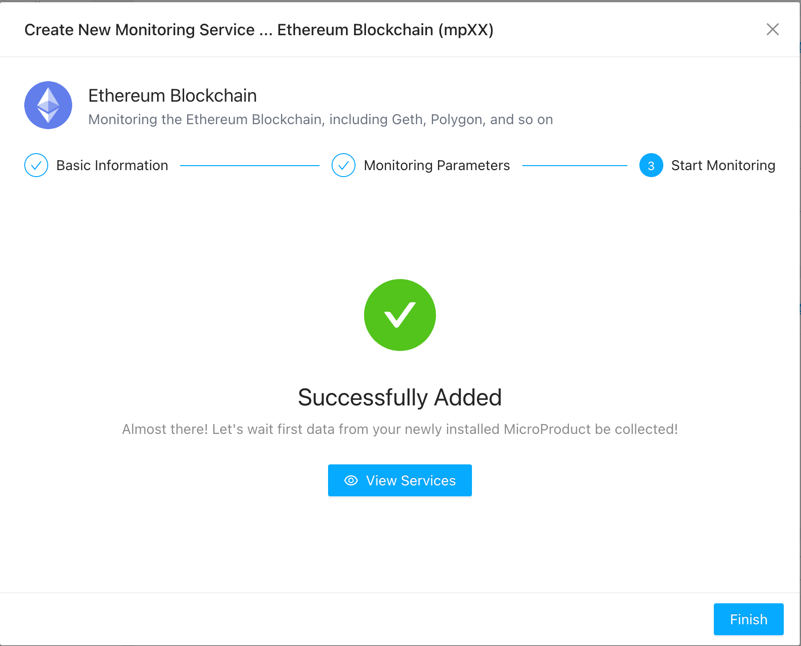 Create New Monitoring Service ... Ethereum Blockchain (mpXX)
Ethereum Blockchain
Monitoring the Ethereum Blockchain, including Geth, Polygon, and so on
Basic Information
Monitoring Parameters
3 Start Monitoring
Successfully Added
Almost there! Let's wait first data from your newly installed MicroProduct be collected!
View Services
Finish